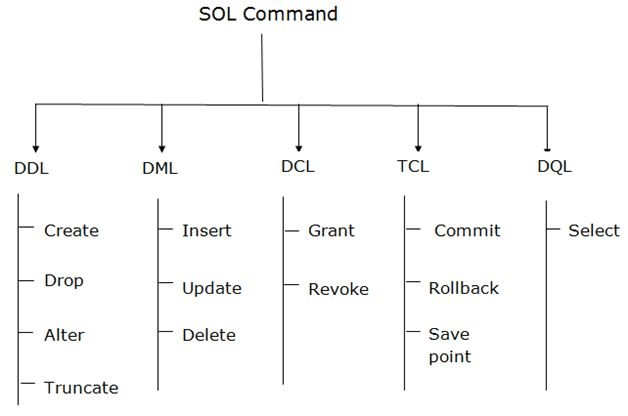 SOL Command
DDL
DML
DCL
TCL
DQL
Create
Drop
Alter
Truncate
Insert
Update
Delete
Grant
Revoke
Commit
Rollback
Save
point
Select